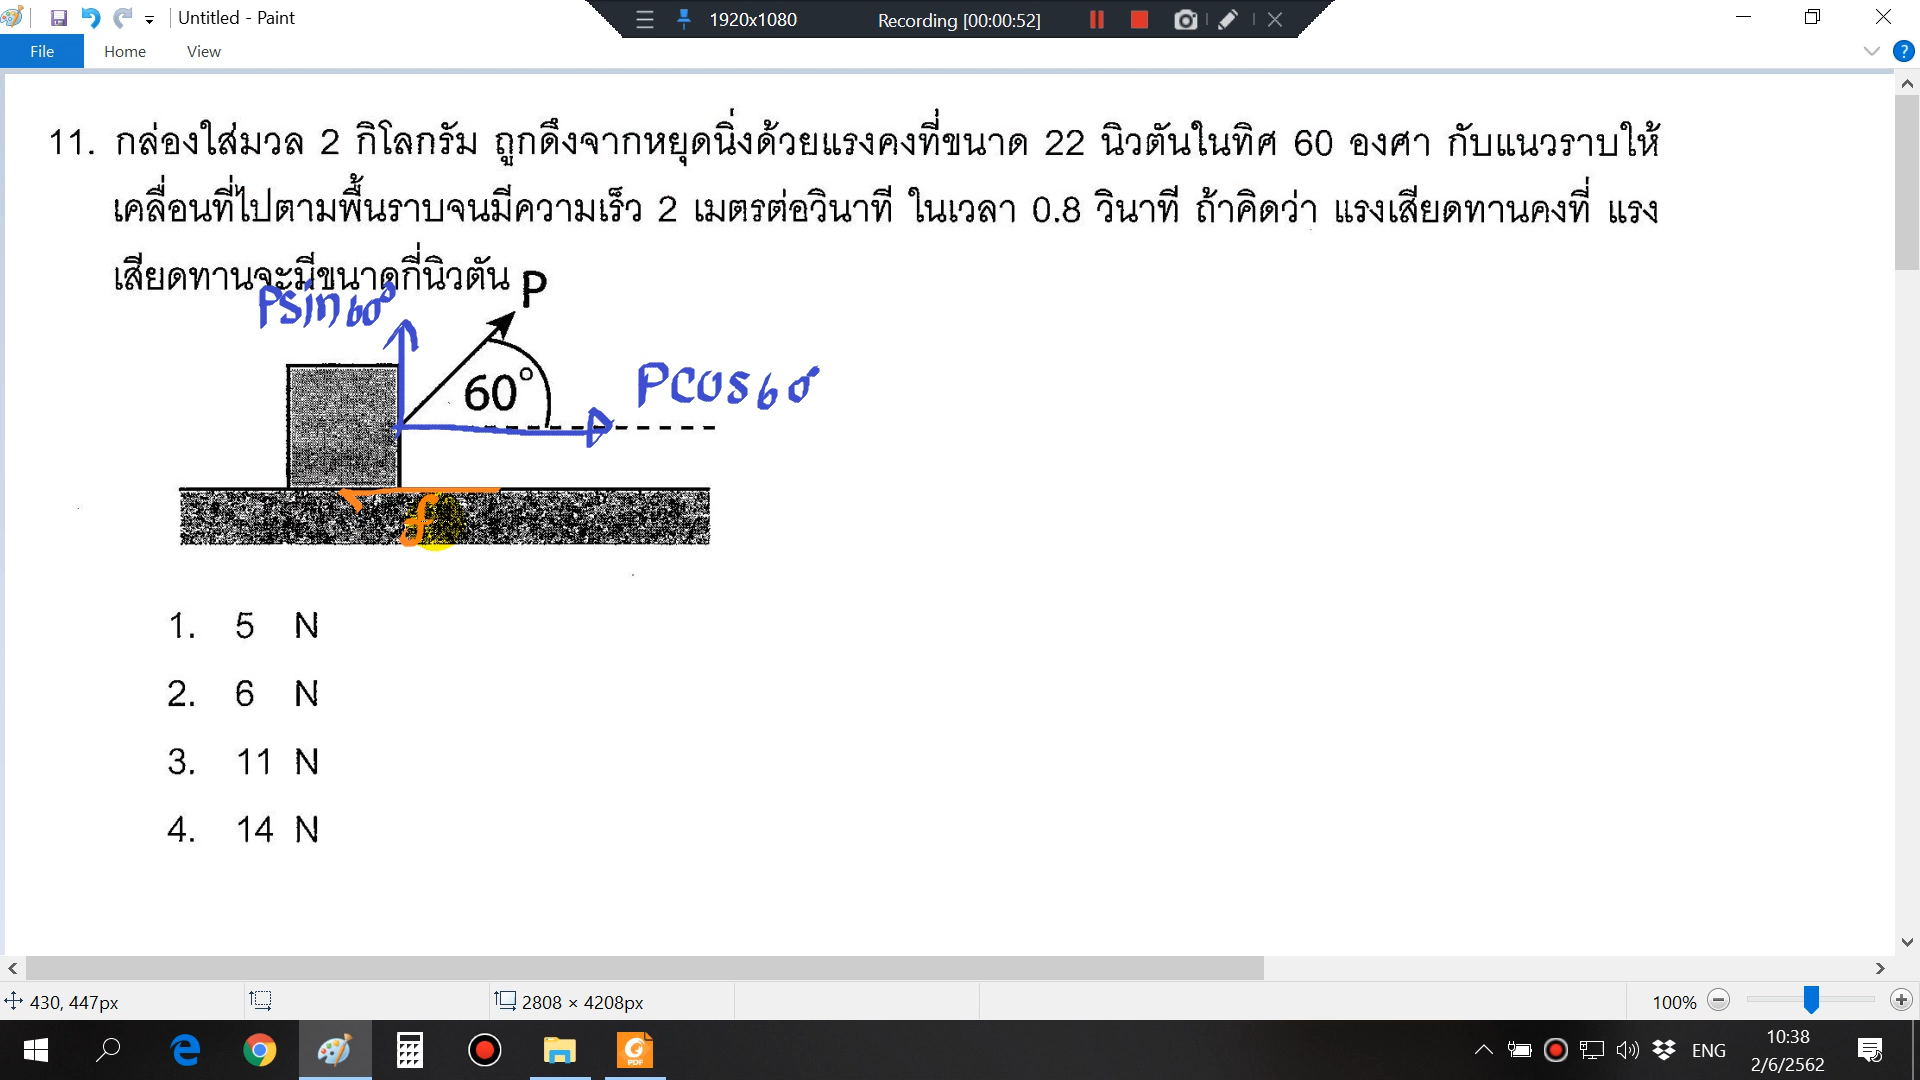 Untitled - Paint
1920x1080
Recording [00:00:52]
File Home View
11. กล่องใส่มวล 2 กิโลกรัม ถูกดึงจากหยุดนิ่งด้วยแรงคงที่ขนาด 22 นิวตันในทิศ 60 องศา กับแนวราบให้
เคลื่อนที่ไปตามพื้นราบจนมีความเร็ว 2 เมตรต่อวินาที ในเวลา 0.8 วินาที ถ้าคิดว่า แรงเสียดทานคงที่ แรง
เสียดทานจะมีขนาดกี่นิวตัน
P
Psin60°
60°
Pcos60°
f
1. 5 N
2. 6 N
3. 11 N
4. 14 N
430, 447px
2808 × 4208px
100%
PDF
ENG
10:38
2/6/2562